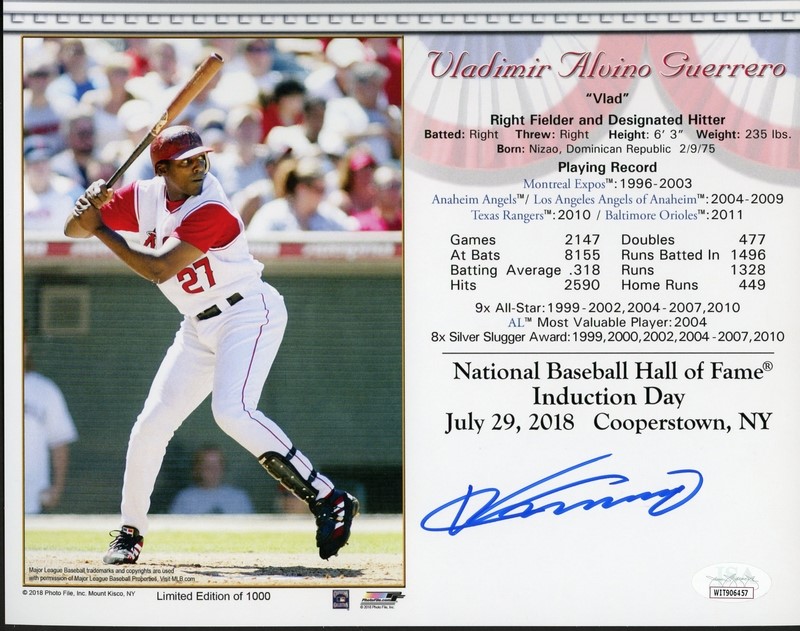 Vladimir Alvino Guerrero
"Vlad"
Right Fielder and Designated Hitter
Batted: Right Threw: Right Height: 6' 3" Weight: 235 lbs.
Born: Nizao, Dominican Republic 2/9/75
Playing Record
Montreal Expos™: 1996-2003
Anaheim Angels™/ Los Angeles Angels of Anaheim™: 2004-2009
Texas Rangers™: 2010 / Baltimore Orioles™: 2011
Games 2147 Doubles 477
At Bats 8155 Runs Batted In 1496
Batting Average .318 Runs 1328
Hits 2590 Home Runs 449
9x All-Star: 1999-2002, 2004-2007, 2010
AL™ Most Valuable Player: 2004
8x Silver Slugger Award: 1999, 2000, 2002, 2004-2007, 2010
National Baseball Hall of Fame®
Induction Day
July 29, 2018 Cooperstown, NY
27
Major League Baseball trademarks and copyrights are used
with permission of Major League Baseball Properties. Visit MLB.com
© 2018 Photo File, Inc. Mount Kisco, NY
Limited Edition of 1000
© 2018 Photo File, Inc.
JSA
WIT906457